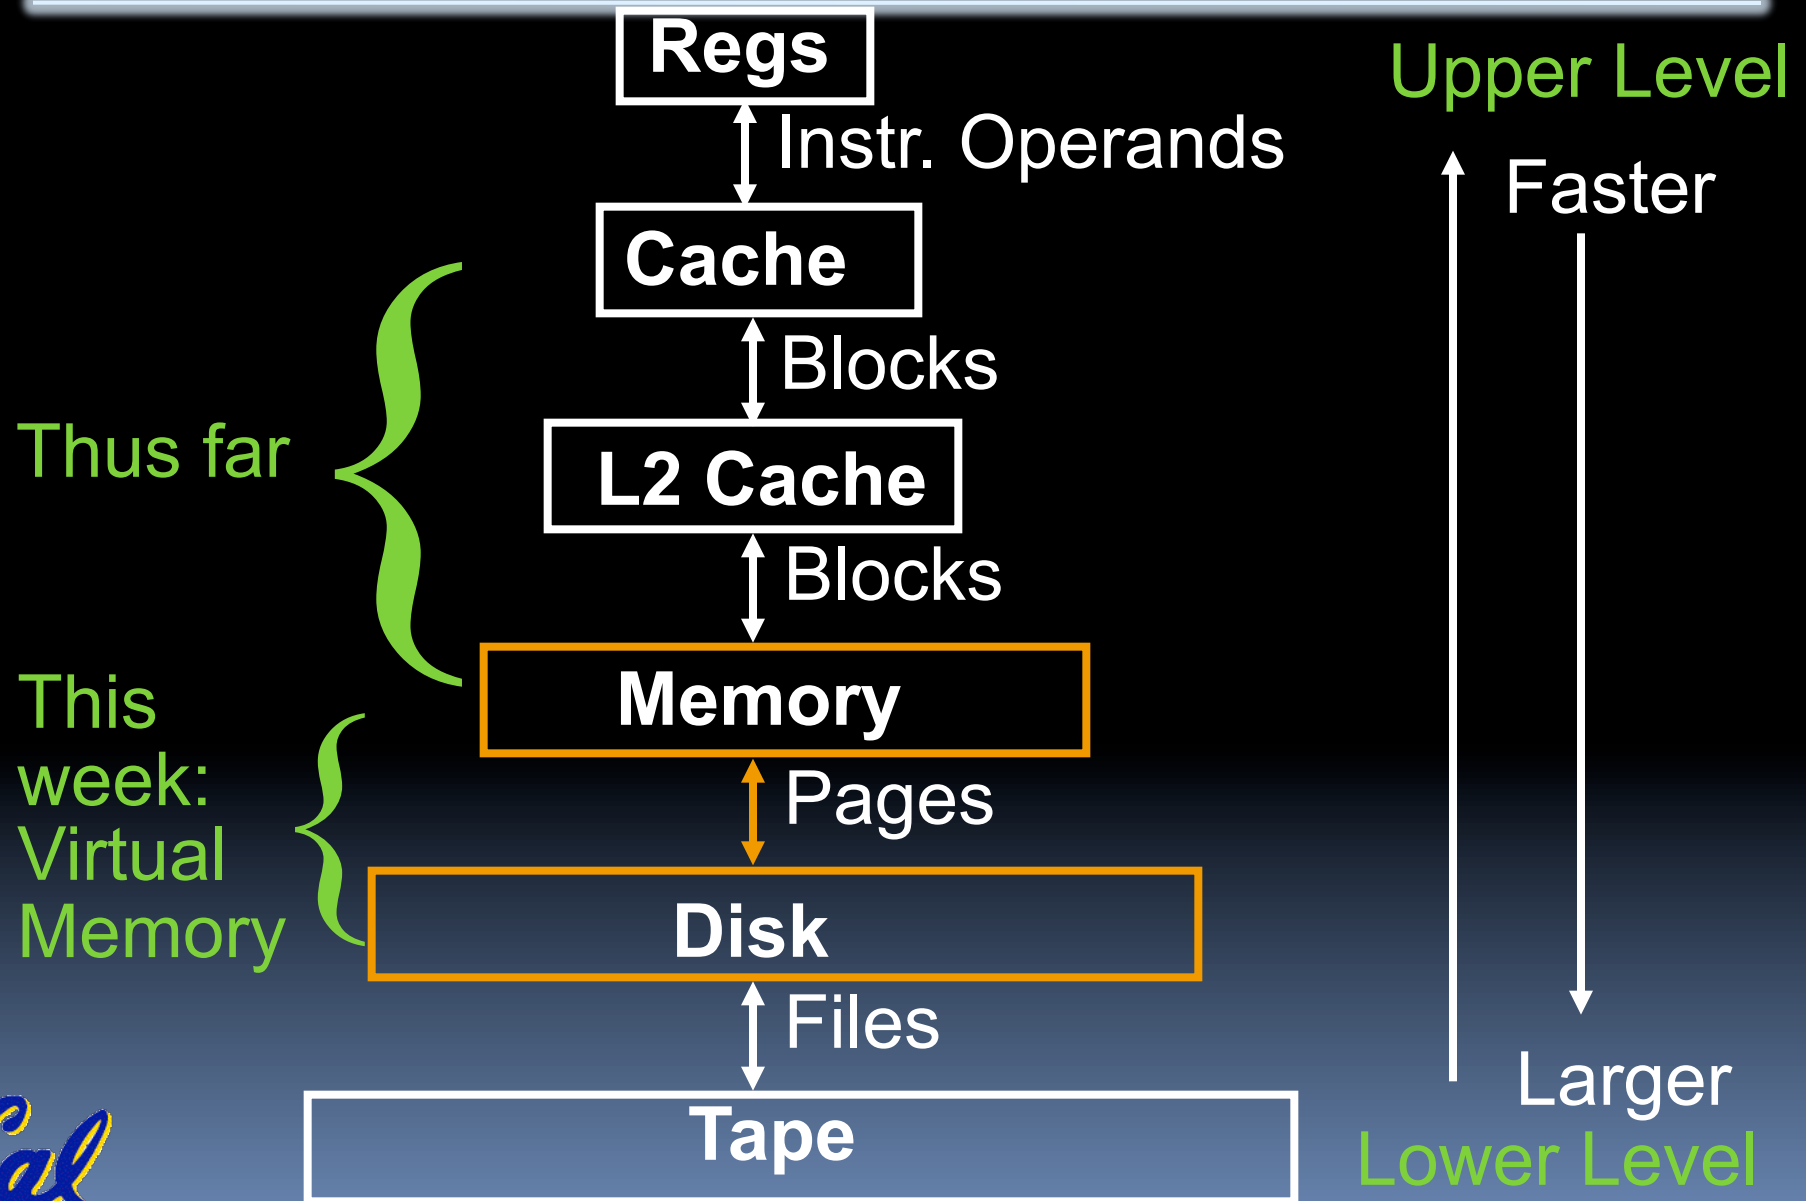 Regs
Upper Level
Instr. Operands
Faster
Cache
Blocks
Thus far
L2 Cache
Blocks
Memory
This
week:
Virtual
Memory
Pages
Disk
Files
Larger
Tape
Lower Level
Cal